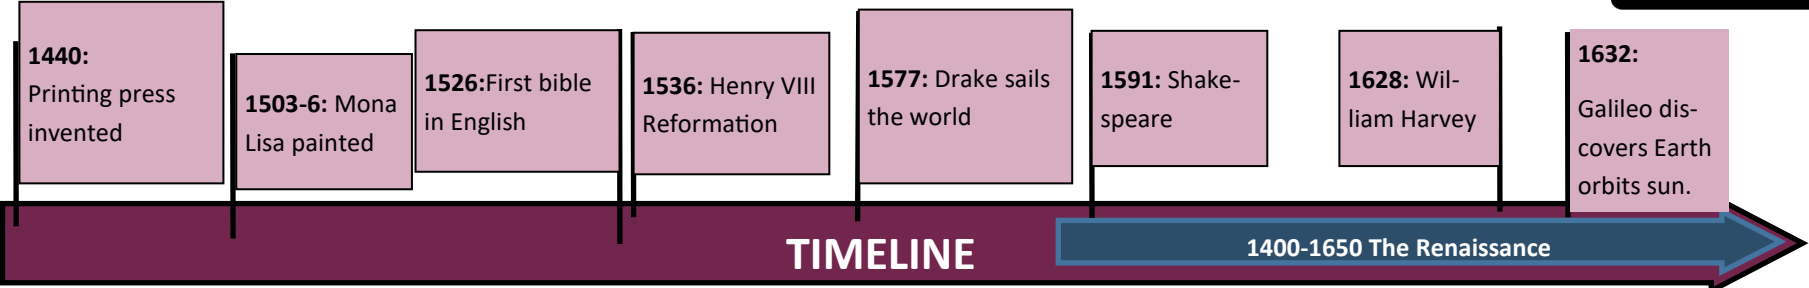 1440:
Printing press
invented
1503-6: Mona
Lisa painted
1526:First bible
in English
1536: Henry VIII
Reformation
1577: Drake sails
the world
1591: Shake-
speare
1628: Wil-
liam Harvey
1632:
Galileo dis-
covers Earth
orbits sun.
TIMELINE
1400-1650 The Renaissance